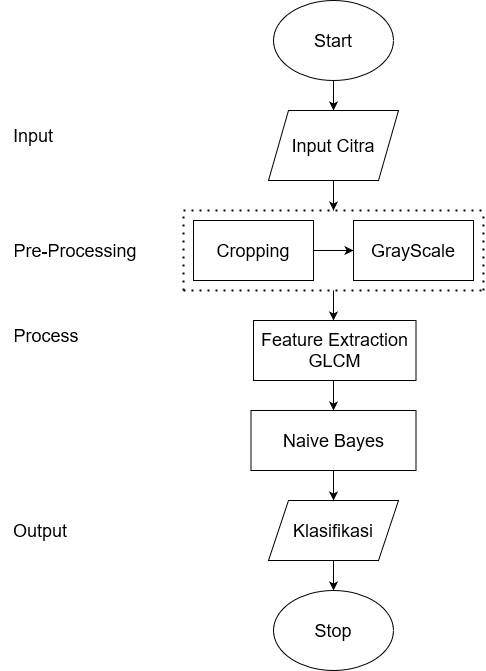 Start
Input
Input Citra
Pre-Processing
Cropping
GrayScale
Process
Feature Extraction
GLCM
Naive Bayes
Output
Klasifikasi
Stop